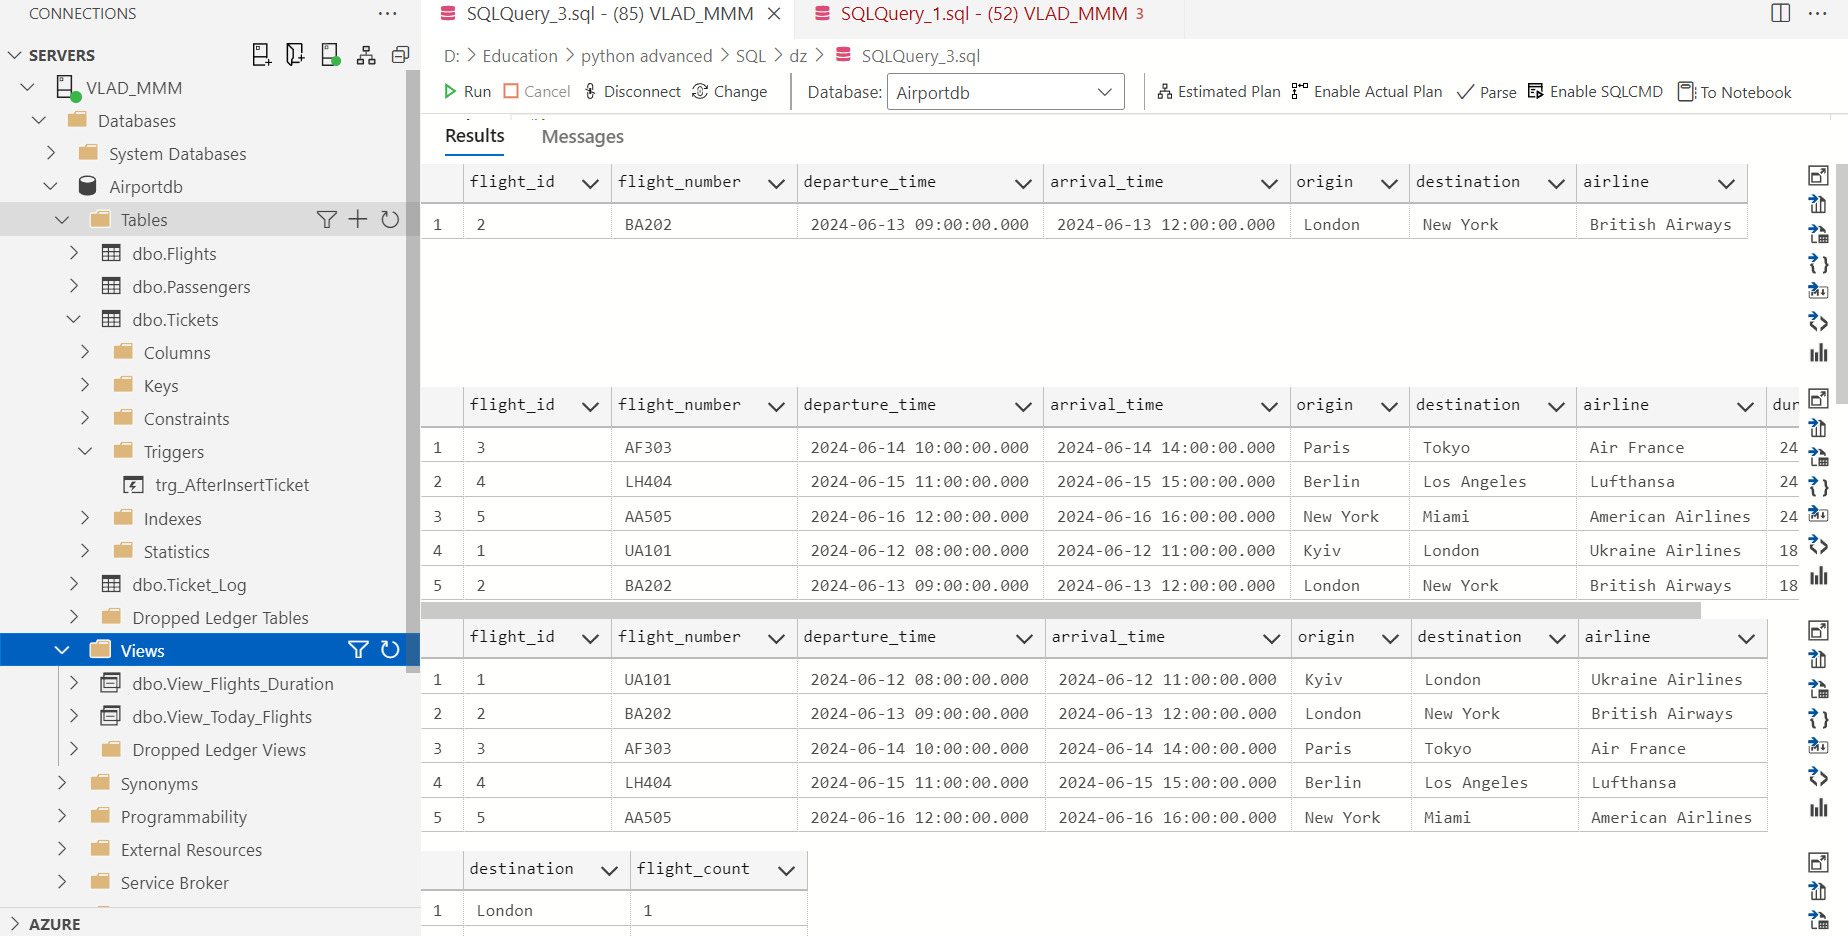 CONNECTIONS
SERVERS
VLAD_MMM
Databases
System Databases
Airportdb
Tables
dbo.Flights
dbo.Passengers
dbo.Tickets
Columns
Keys
Constraints
Triggers
trg_AfterInsertTicket
Indexes
Statistics
dbo.Ticket_Log
Dropped Ledger Tables
Views
dbo.View_Flights_Duration
dbo.View_Today_Flights
Dropped Ledger Views
Synonyms
Programmability
External Resources
Service Broker
AZURE
SQLQuery_3.sql - (85) VLAD_MMM SQLQuery_1.sql - (52) VLAD_MMM 3
D: > Education > python advanced > SQL > dz > SQLQuery_3.sql
Run Cancel Disconnect Change Database: Airportdb Estimated Plan Enable Actual Plan Parse Enable SQLCMD To Notebook
Results Messages
flight_id flight_number departure_time arrival_time origin destination airline
1 2 BA202 2024-06-13 09:00:00.000 2024-06-13 12:00:00.000 London New York British Airways
flight_id flight_number departure_time arrival_time origin destination airline dur
1 3 AF303 2024-06-14 10:00:00.000 2024-06-14 14:00:00.000 Paris Tokyo Air France 24
2 4 LH404 2024-06-15 11:00:00.000 2024-06-15 15:00:00.000 Berlin Los Angeles Lufthansa 24
3 5 AA505 2024-06-16 12:00:00.000 2024-06-16 16:00:00.000 New York Miami American Airlines 24
4 1 UA101 2024-06-12 08:00:00.000 2024-06-12 11:00:00.000 Kyiv London Ukraine Airlines 18
5 2 BA202 2024-06-13 09:00:00.000 2024-06-13 12:00:00.000 London New York British Airways 18
flight_id flight_number departure_time arrival_time origin destination airline
1 1 UA101 2024-06-12 08:00:00.000 2024-06-12 11:00:00.000 Kyiv London Ukraine Airlines
2 2 BA202 2024-06-13 09:00:00.000 2024-06-13 12:00:00.000 London New York British Airways
3 3 AF303 2024-06-14 10:00:00.000 2024-06-14 14:00:00.000 Paris Tokyo Air France
4 4 LH404 2024-06-15 11:00:00.000 2024-06-15 15:00:00.000 Berlin Los Angeles Lufthansa
5 5 AA505 2024-06-16 12:00:00.000 2024-06-16 16:00:00.000 New York Miami American Airlines
destination flight_count
1 London 1